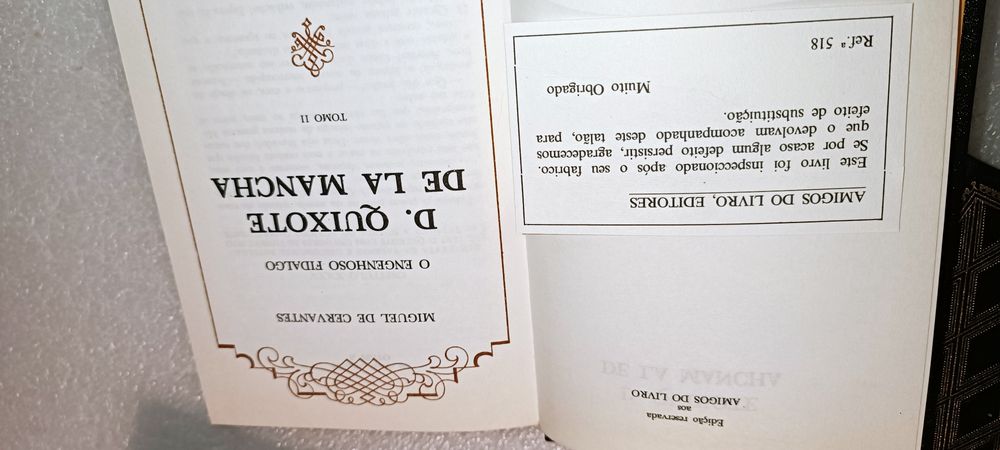 Edição reservada
aos
AMIGOS DO LIVRO
AMIGOS DO LIVRO, EDITORES
Este livro foi inspeccionado após o seu fabrico.
Se por acaso algum defeito persistir, agradecemos
que o devolvam acompanhado deste talão, para
efeito de substituição.
Muito Obrigado
Ref.ª 518
MIGUEL DE CERVANTES
O ENGENHOSO FIDALGO
D. QUIXOTE
DE LA MANCHA
TOMO II